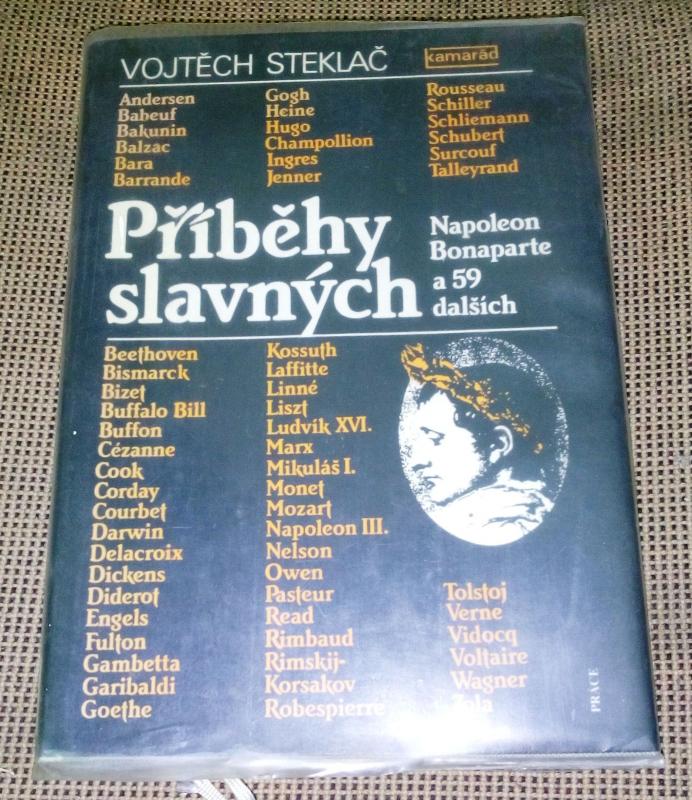 VOJTĚCH STEKLAČ
kamarád
Andersen
Babeuf
Bakunin
Balzac
Bara
Barrande
Gogh
Heine
Hugo
Champollion
Ingres
Jenner
Rousseau
Schiller
Schliemann
Schubert
Surcouf
Talleyrand
Příběhy
slavných
Napoleon
Bonaparte
a 59
dalších
Beethoven
Bismarck
Bizet
Buffalo Bill
Buffon
Cézanne
Cook
Corday
Courbet
Darwin
Delacroix
Dickens
Diderot
Engels
Fulton
Gambetta
Garibaldi
Goethe
Kossuth
Laffitte
Linné
Liszt
Ludvík XVI.
Marx
Mikuláš I.
Monet
Mozart
Napoleon III.
Nelson
Owen
Pasteur
Read
Rimbaud
Rimskij-
Korsakov
Robespierre
Tolstoj
Verne
Vidocq
Voltaire
Wagner
Zola
PRÁCE